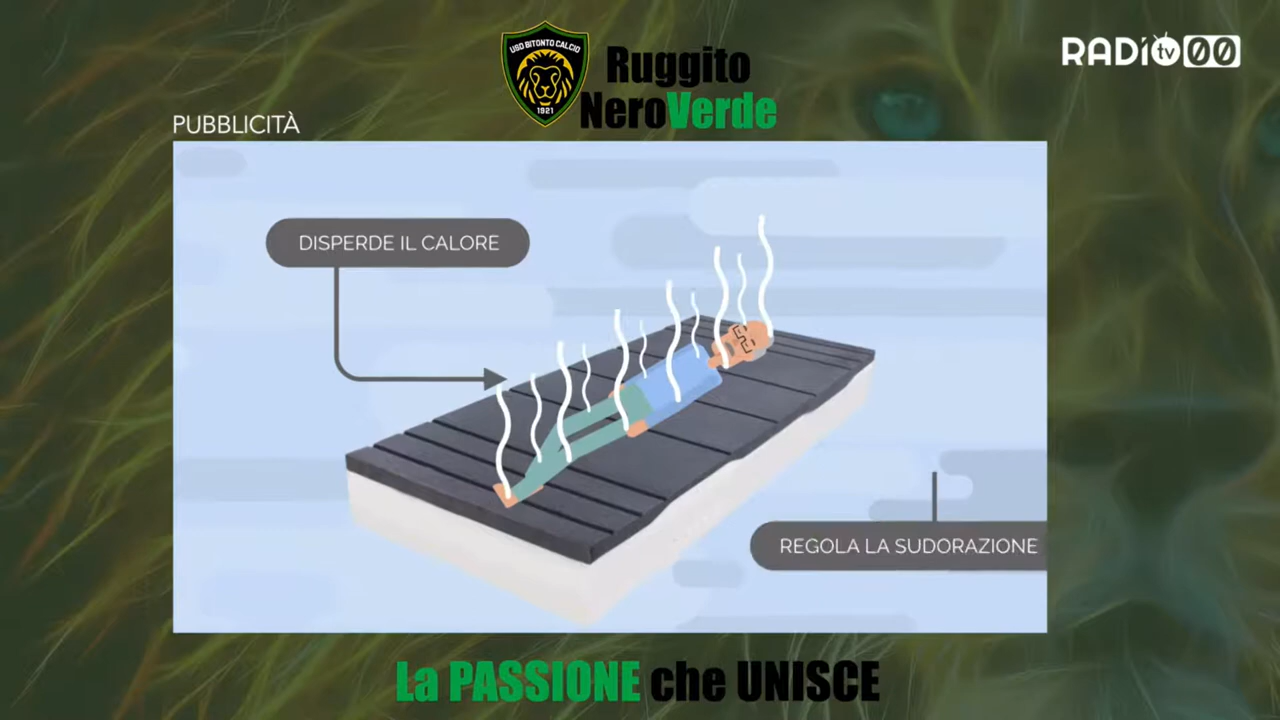 USD BITONTO CALCIO
1921
Ruggito
NeroVerde
RADIO tv 00
PUBBLICITÀ
DISPERDE IL CALORE
REGOLA LA SUDORAZIONE
La PASSIONE che UNISCE